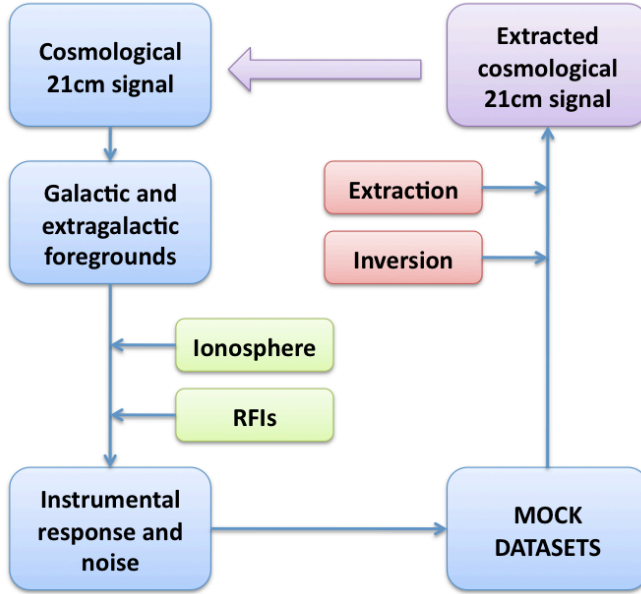 Cosmological
21cm signal
Extracted
cosmological
21cm signal
Galactic and
extragalactic
foregrounds
Extraction
Inversion
Ionosphere
RFIs
Instrumental
response and
noise
MOCK
DATASETS